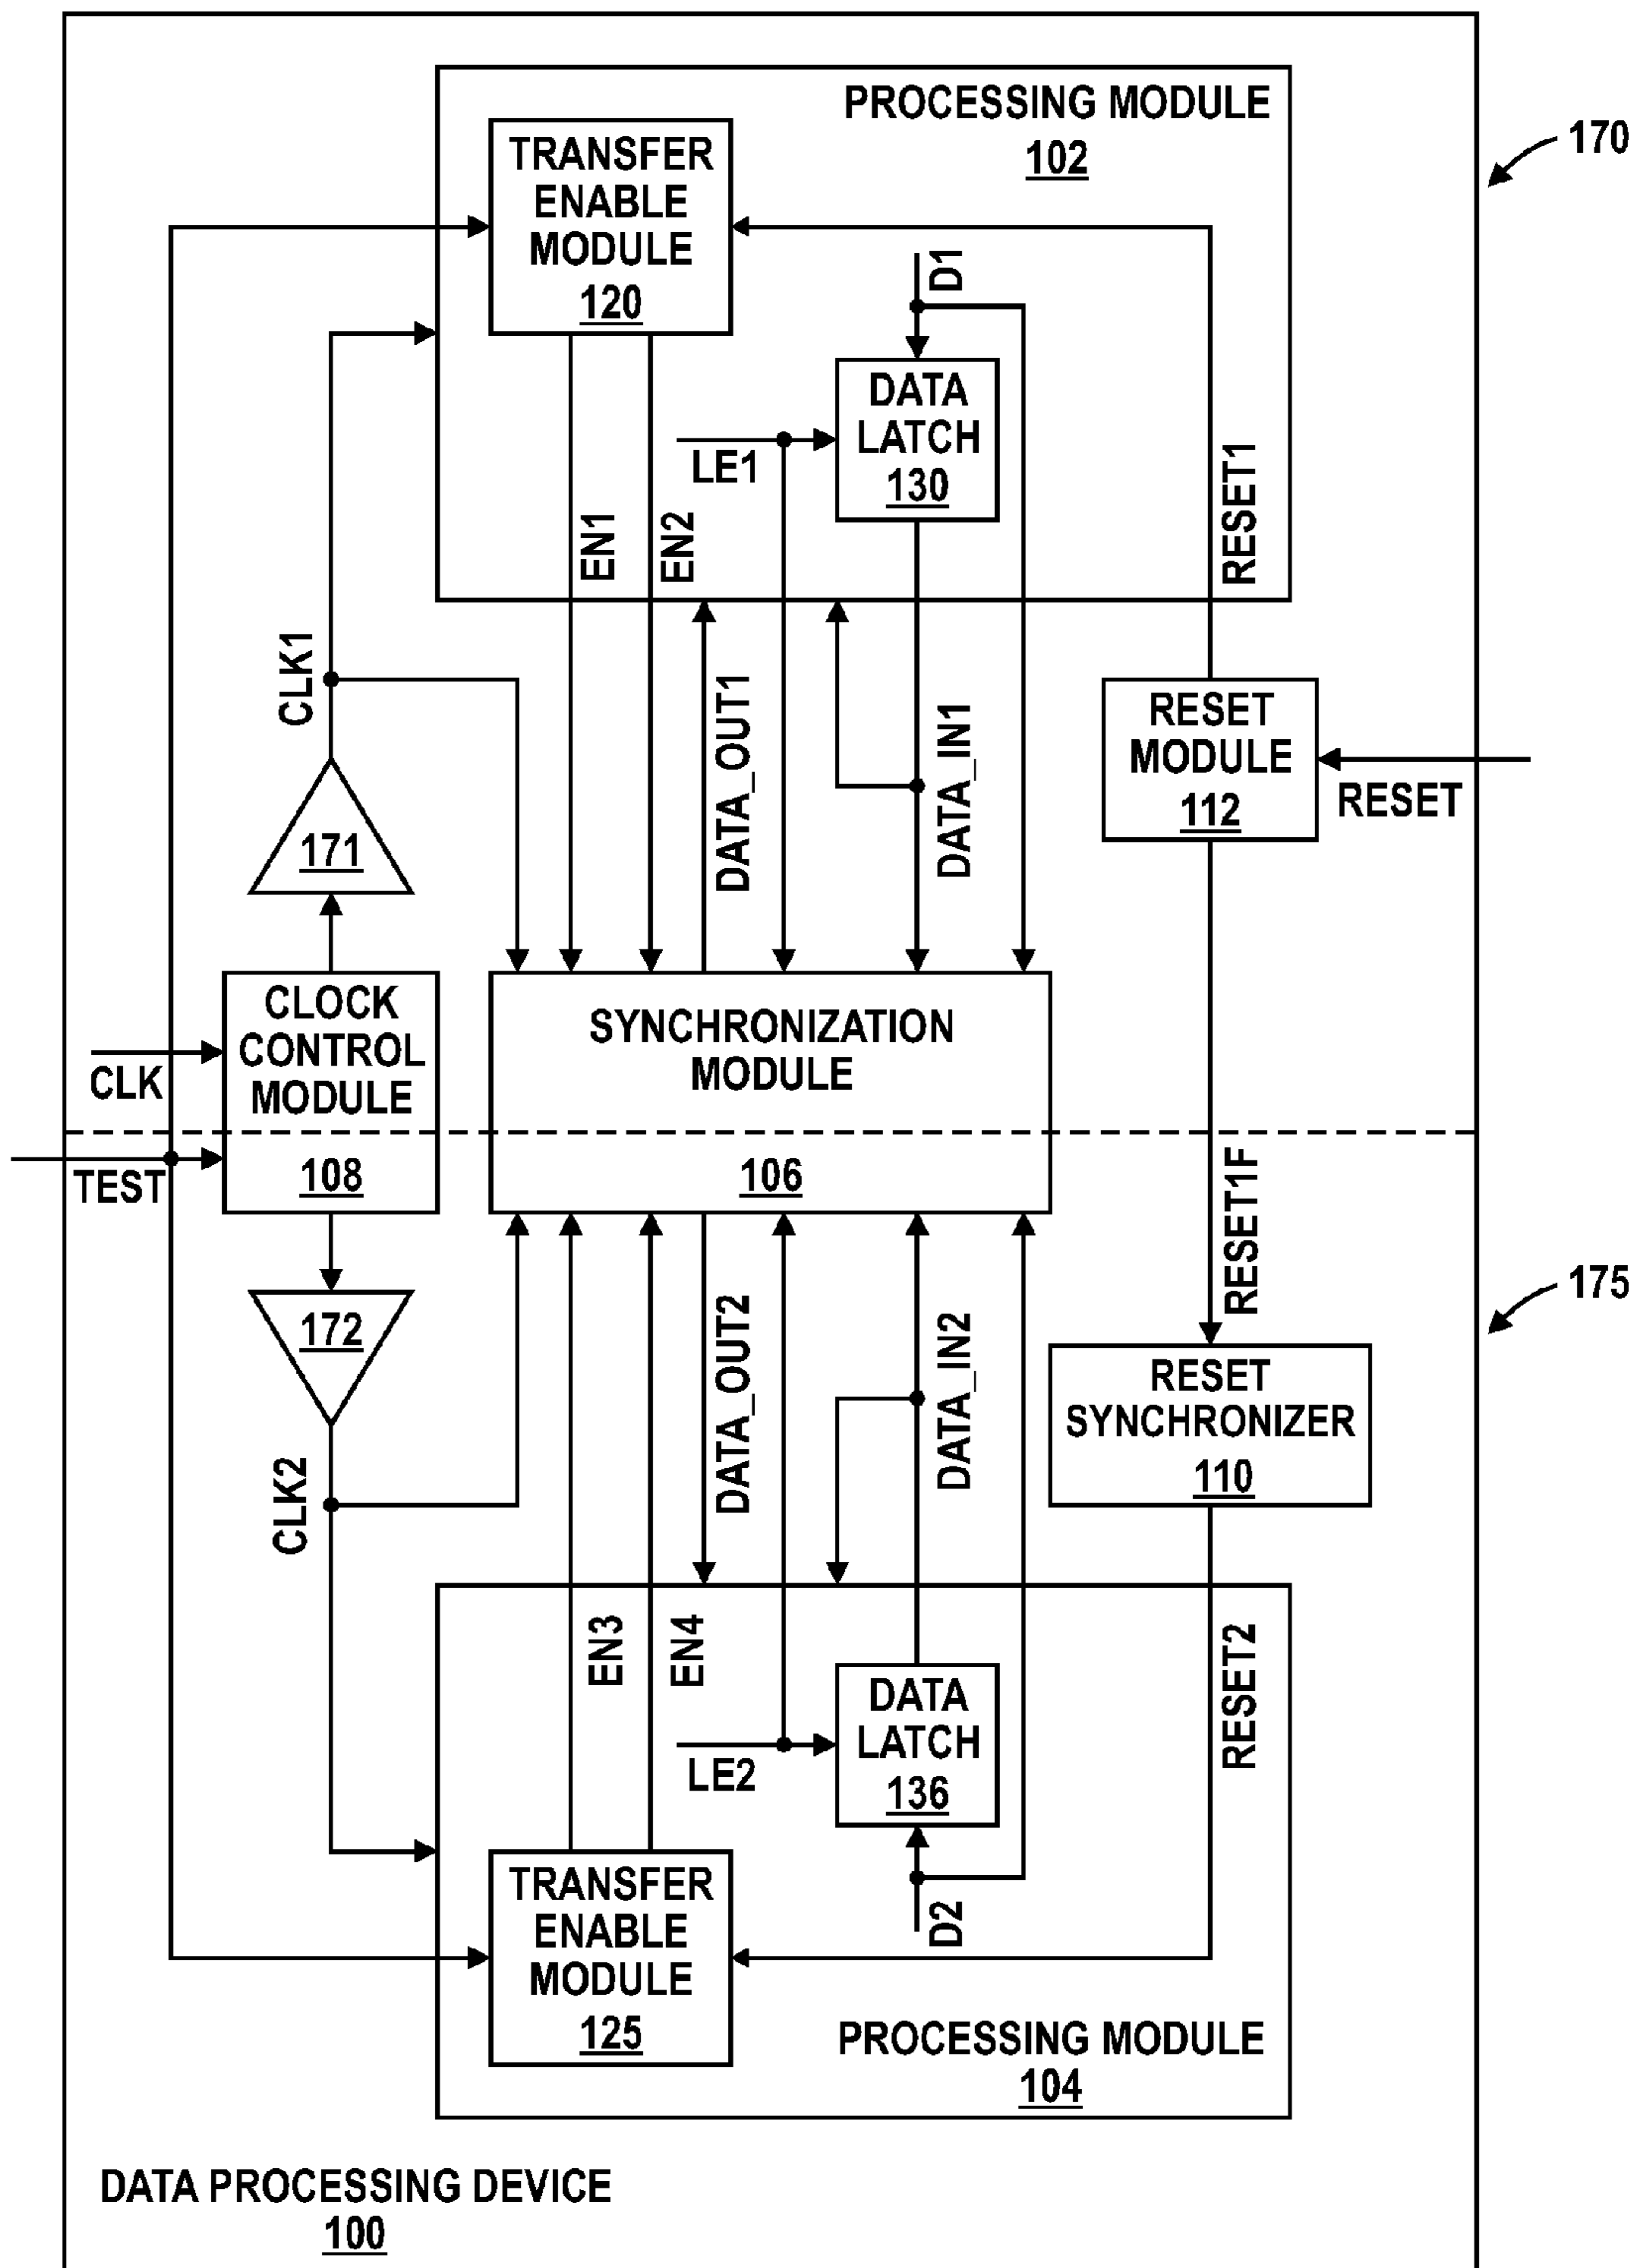 PROCESSING MODULE
102
170
TRANSFER
ENABLE
MODULE
120
D1
DATA
LATCH
130
LE1
EN1
EN2
RESET1
CLK1
DATA_OUT1
DATA_IN1
RESET
MODULE
112
RESET
171
CLOCK
CONTROL
MODULE
108
CLK
TEST
SYNCHRONIZATION
MODULE
106
RESET1F
175
172
DATA_OUT2
DATA_IN2
RESET
SYNCHRONIZER
110
CLK2
EN3
EN4
RESET2
DATA
LATCH
136
LE2
D2
TRANSFER
ENABLE
MODULE
125
PROCESSING MODULE
104
DATA PROCESSING DEVICE
100